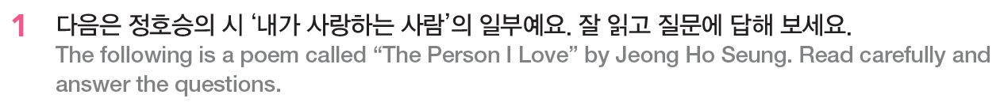 1 다음은 정호승의 시 ‘내가 사랑하는 사람’의 일부예요. 잘 읽고 질문에 답해 보세요.
The following is a poem called “The Person I Love” by Jeong Ho Seung. Read carefully and
answer the questions.